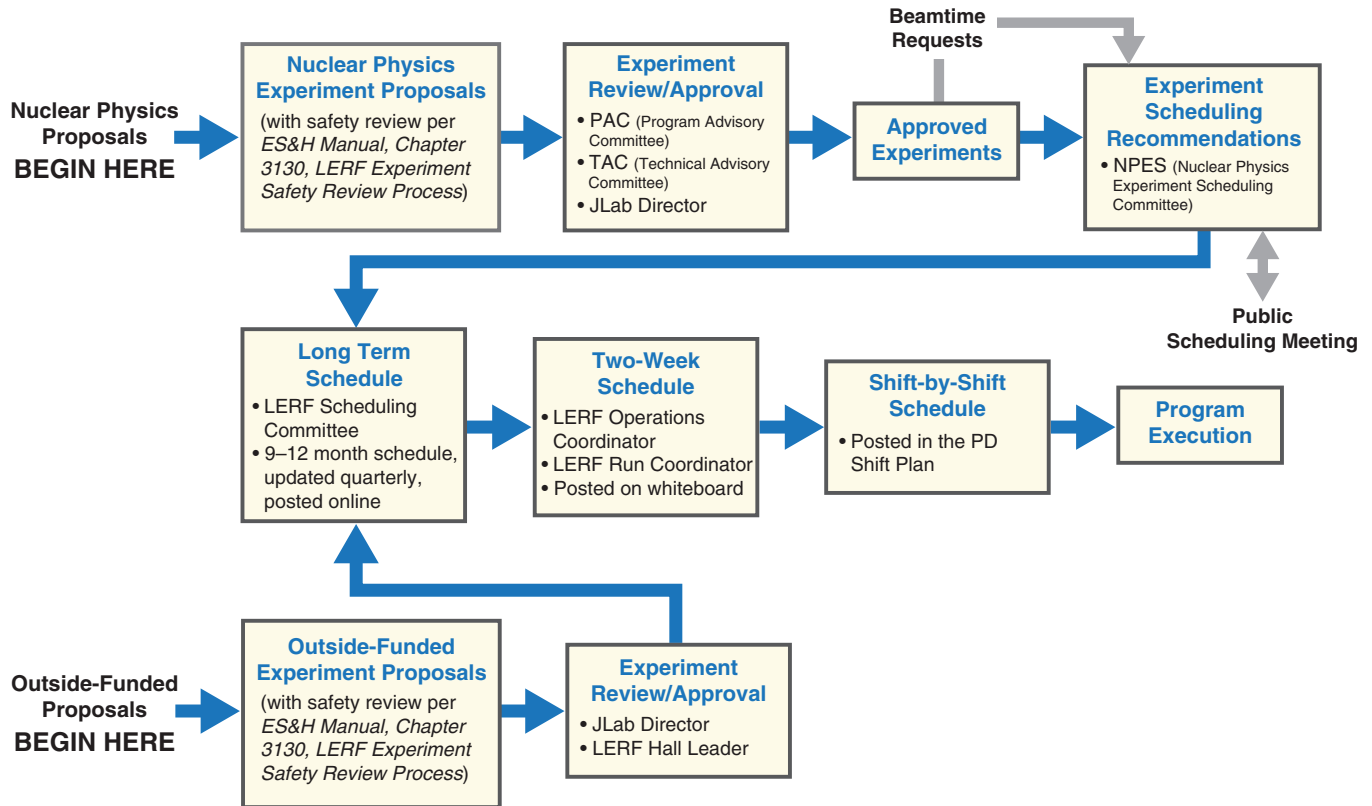 Nuclear Physics
Proposals
BEGIN HERE
Nuclear Physics
Experiment Proposals
(with safety review per
ES&H Manual, Chapter
3130, LERF Experiment
Safety Review Process)
Experiment
Review/Approval
• PAC (Program Advisory
Committee)
• TAC (Technical Advisory
Committee)
• JLab Director
Beamtime
Requests
Approved
Experiments
Experiment
Scheduling
Recommendations
• NPES (Nuclear Physics
Experiment Scheduling
Committee)
Public
Scheduling Meeting
Long Term
Schedule
• LERF Scheduling
Committee
• 9–12 month schedule,
updated quarterly,
posted online
Two-Week
Schedule
• LERF Operations
Coordinator
• LERF Run Coordinator
• Posted on whiteboard
Shift-by-Shift
Schedule
• Posted in the PD
Shift Plan
Program
Execution
Outside-Funded
Proposals
BEGIN HERE
Outside-Funded
Experiment Proposals
(with safety review per
ES&H Manual, Chapter
3130, LERF Experiment
Safety Review Process)
Experiment
Review/Approval
• JLab Director
• LERF Hall Leader